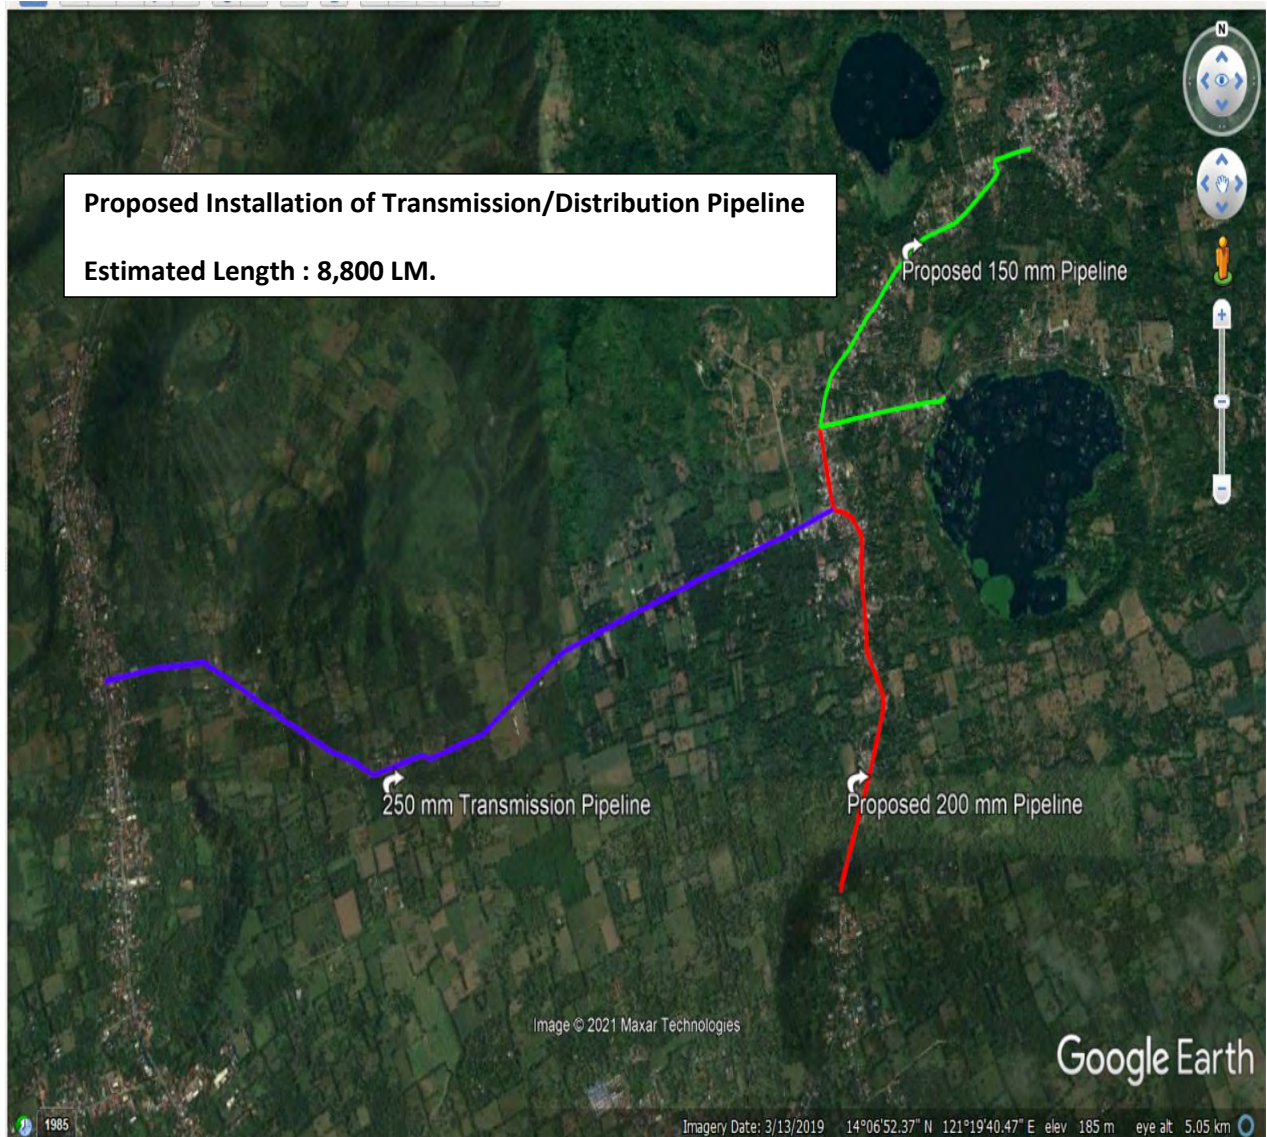 N
Proposed Installation of Transmission/Distribution Pipeline
Estimated Length : 8,800 LM.
Proposed 150 mm Pipeline
250 mm Transmission Pipeline
Proposed 200 mm Pipeline
Image © 2021 Maxar Technologies
Google Earth
1985
Imagery Date: 3/13/2019 14°06'52.37" N 121°19'40.47" E elev 185 m eye alt 5.05 km